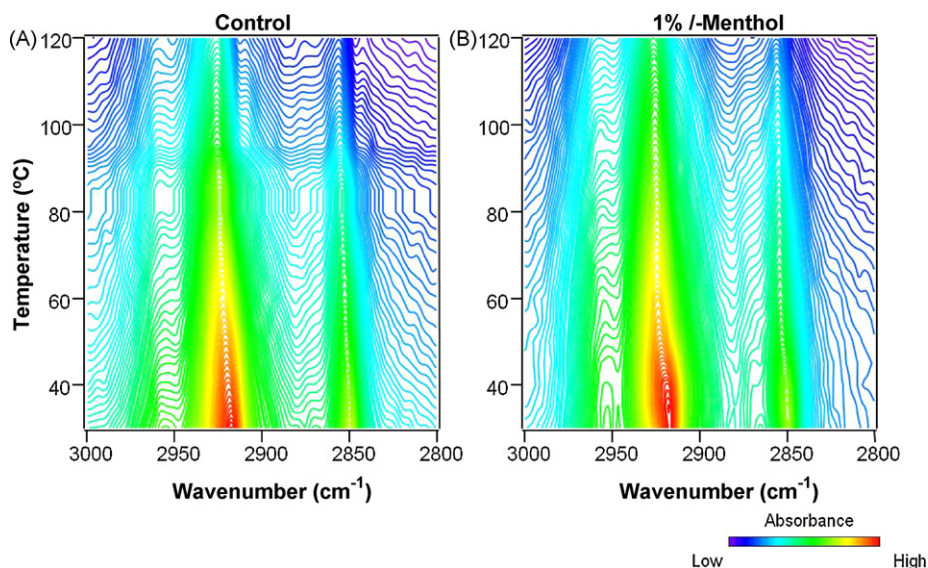 Control
1% l-Menthol
(A)
120
100
80
60
40
Temperature (ºC)
3000 2950 2900 2850 2800
Wavenumber (cm-1)
(B)
120
100
80
60
40
3000 2950 2900 2850 2800
Wavenumber (cm-1)
Absorbance
Low High